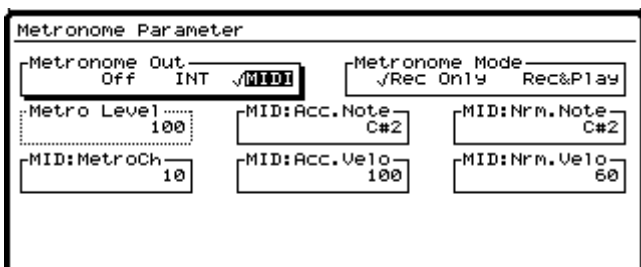 Metronome Parameter
Metronome Out
Off INT √MIDI
Metronome Mode
√Rec Only Rec&Play
Metro Level
100
MID:Acc.Note
C#2
MID:Nrm.Note
C#2
MID:MetroCh
10
MID:Acc.Velo
100
MID:Nrm.Velo
60